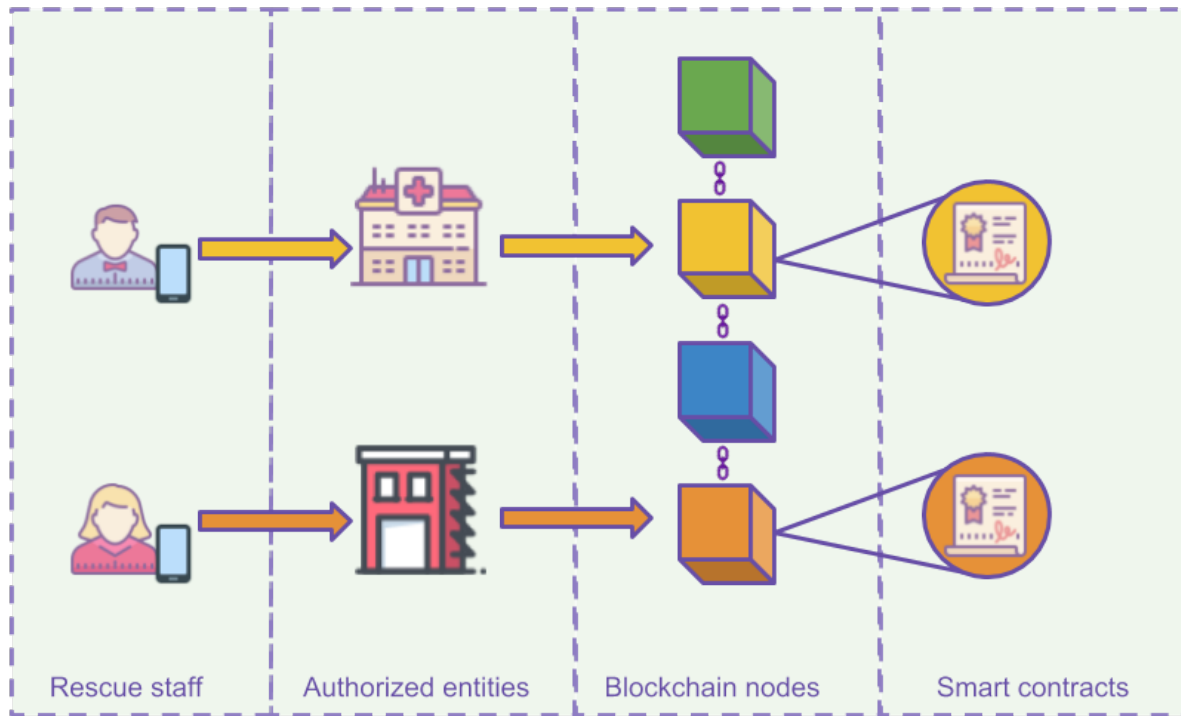 Rescue staff
Authorized entities
Blockchain nodes
Smart contracts